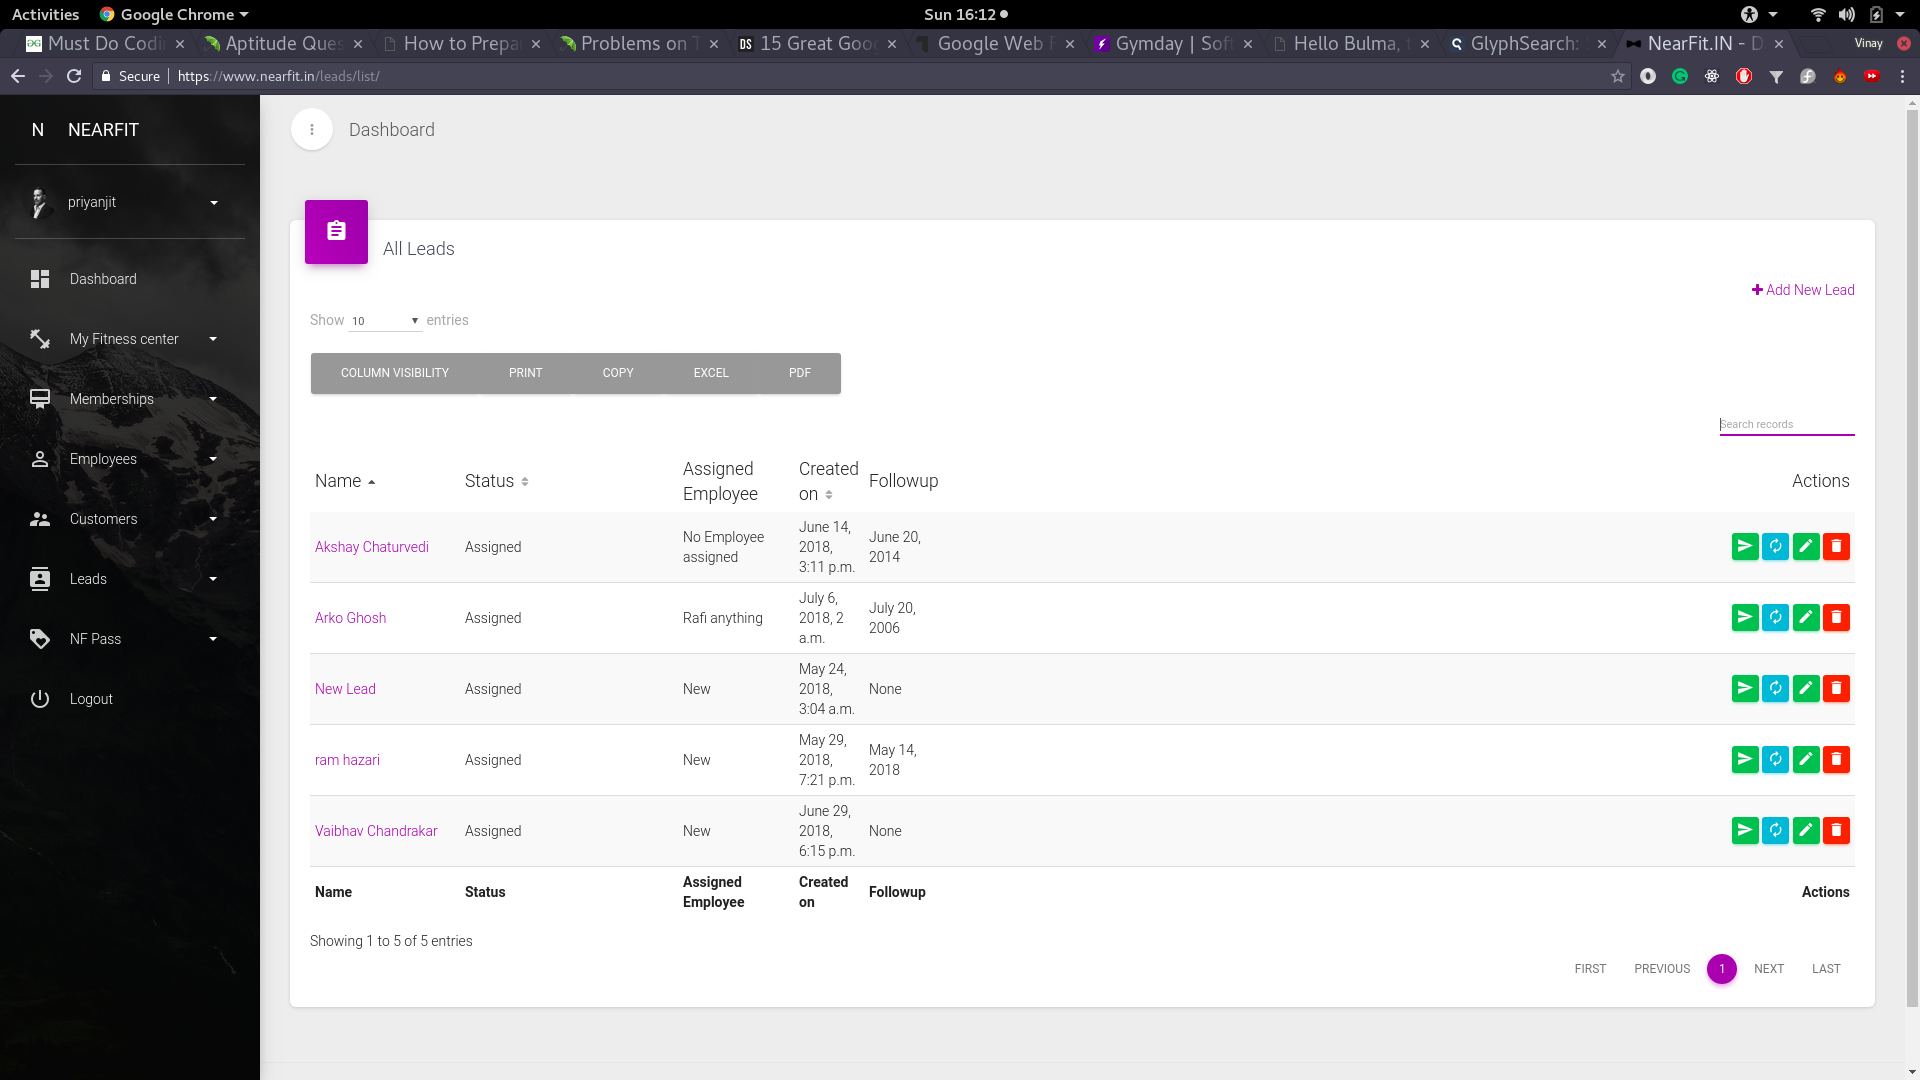 Activities Google Chrome Sun 16:12
Must Do Codi Aptitude Ques How to Prepa Problems on T 15 Great Goo Google Web F Gymday | Sof Hello Bulma, t GlyphSearch: NearFit.IN - D Vinay
Secure https://www.nearfit.in/leads/list/
N NEARFIT
Dashboard
priyanjit
All Leads
Dashboard
Add New Lead
Show 10 entries
My Fitness center
COLUMN VISIBILITY PRINT COPY EXCEL PDF
Memberships
Search records
Employees
Name Status Assigned Employee Created on Followup Actions
Customers
Akshay Chaturvedi Assigned No Employee assigned June 14, 2018, 3:11 p.m. June 20, 2014
Leads
Arko Ghosh Assigned Rafi anything July 6, 2018, 2 a.m. July 20, 2006
NF Pass
New Lead Assigned New May 24, 2018, 3:04 a.m. None
Logout
ram hazari Assigned New May 29, 2018, 7:21 p.m. May 14, 2018
Vaibhav Chandrakar Assigned New June 29, 2018, 6:15 p.m. None
Name Status Assigned Employee Created on Followup Actions
Showing 1 to 5 of 5 entries
FIRST PREVIOUS 1 NEXT LAST